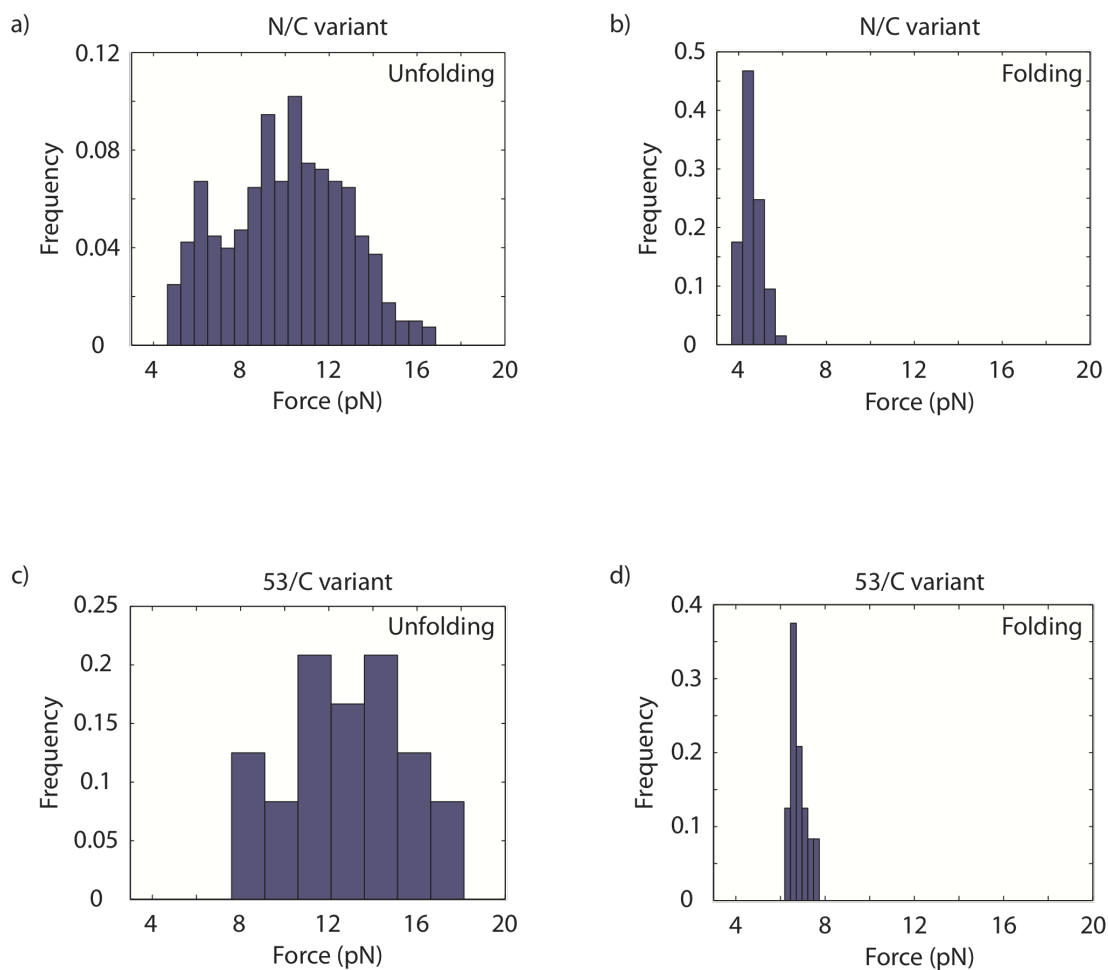 a)
N/C variant
Unfolding
0.12
0.08
0.04
0
Frequency
4 8 12 16 20
Force (pN)
b)
N/C variant
Folding
0.5
0.4
0.3
0.2
0.1
0
Frequency
4 8 12 16 20
Force (pN)
c)
53/C variant
Unfolding
0.25
0.2
0.15
0.1
0.05
0
Frequency
4 8 12 16 20
Force (pN)
d)
53/C variant
Folding
0.4
0.3
0.2
0.1
0
Frequency
4 8 12 16 20
Force (pN)